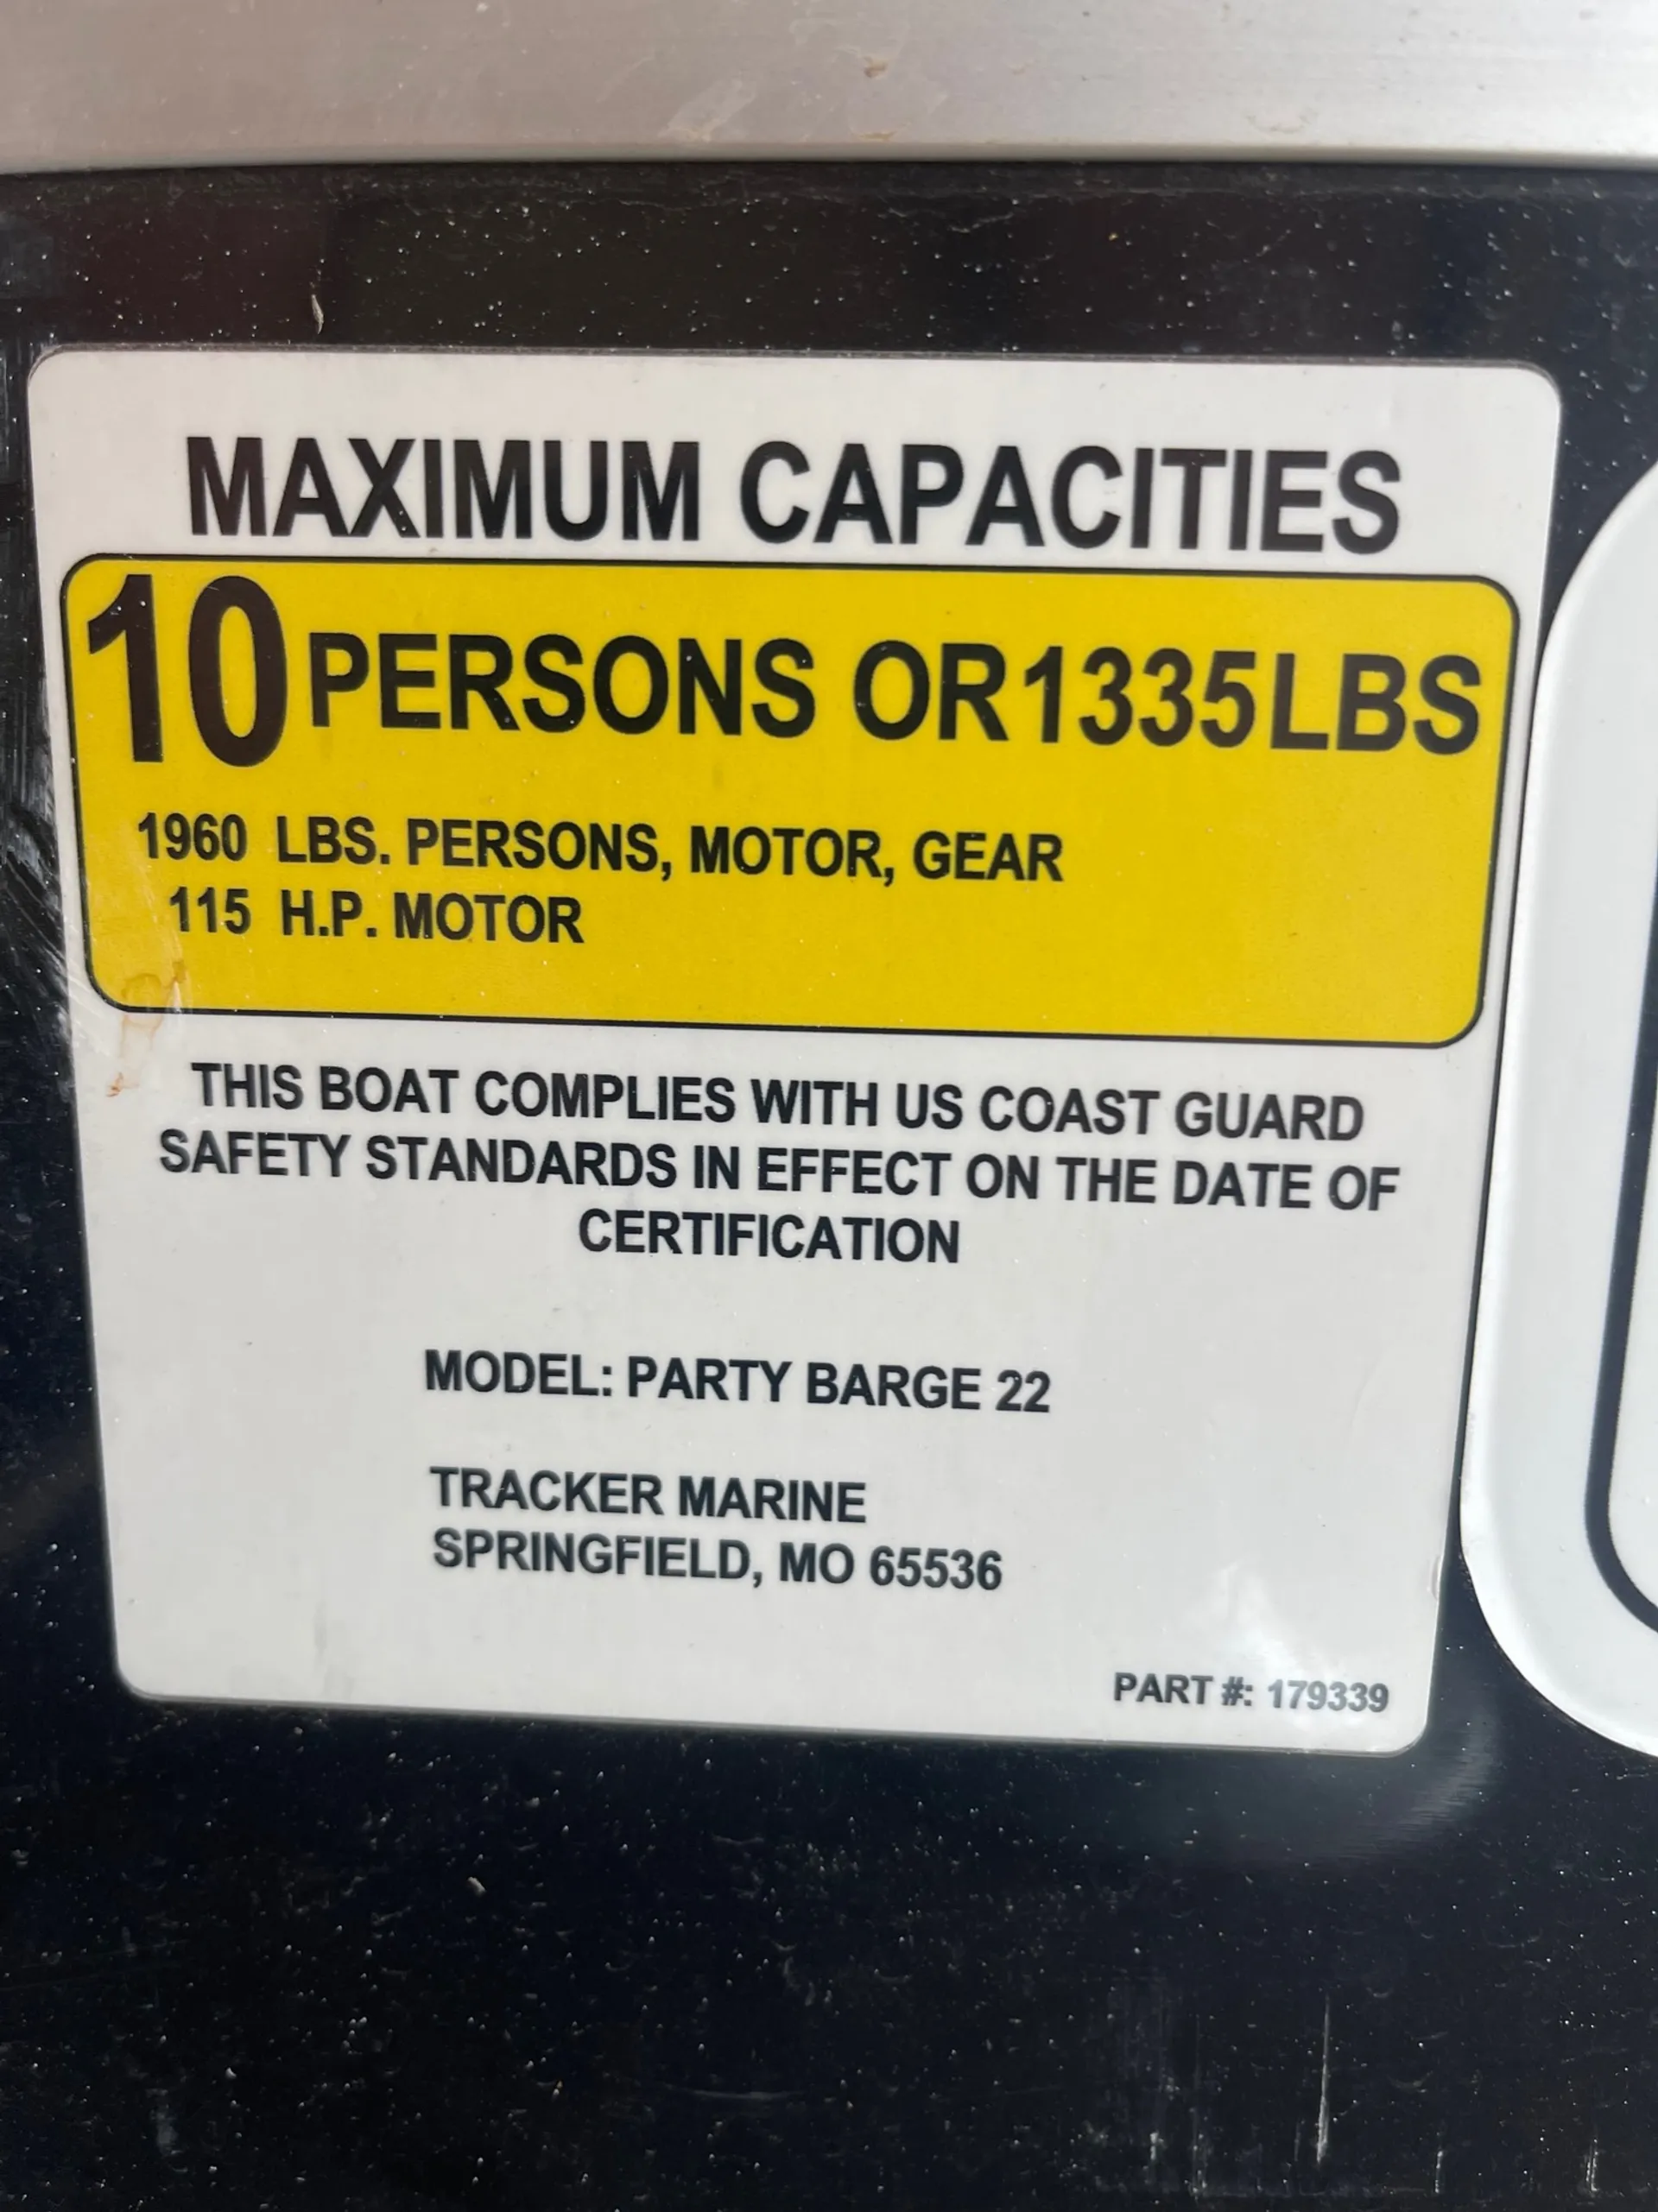 MAXIMUM CAPACITIES
10 PERSONS OR 1335 LBS
1960 LBS. PERSONS, MOTOR, GEAR
115 H.P. MOTOR
THIS BOAT COMPLIES WITH US COAST GUARD
SAFETY STANDARDS IN EFFECT ON THE DATE OF
CERTIFICATION
MODEL: PARTY BARGE 22
TRACKER MARINE
SPRINGFIELD, MO 65536
PART #: 179339